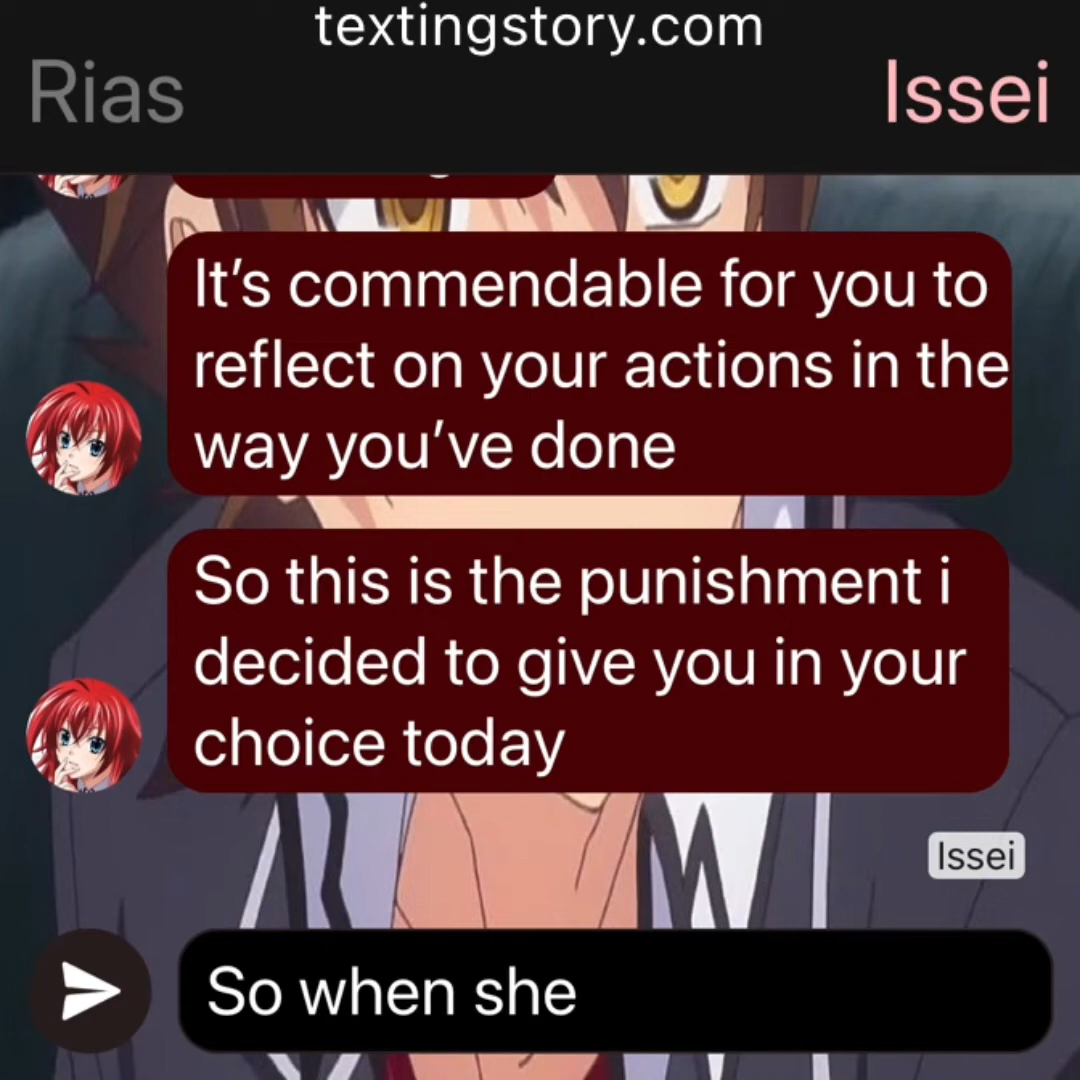 textingstory.com
Rias
Issei
It's commendable for you to
reflect on your actions in the
way you've done
So this is the punishment i
decided to give you in your
choice today
Issei
So when she